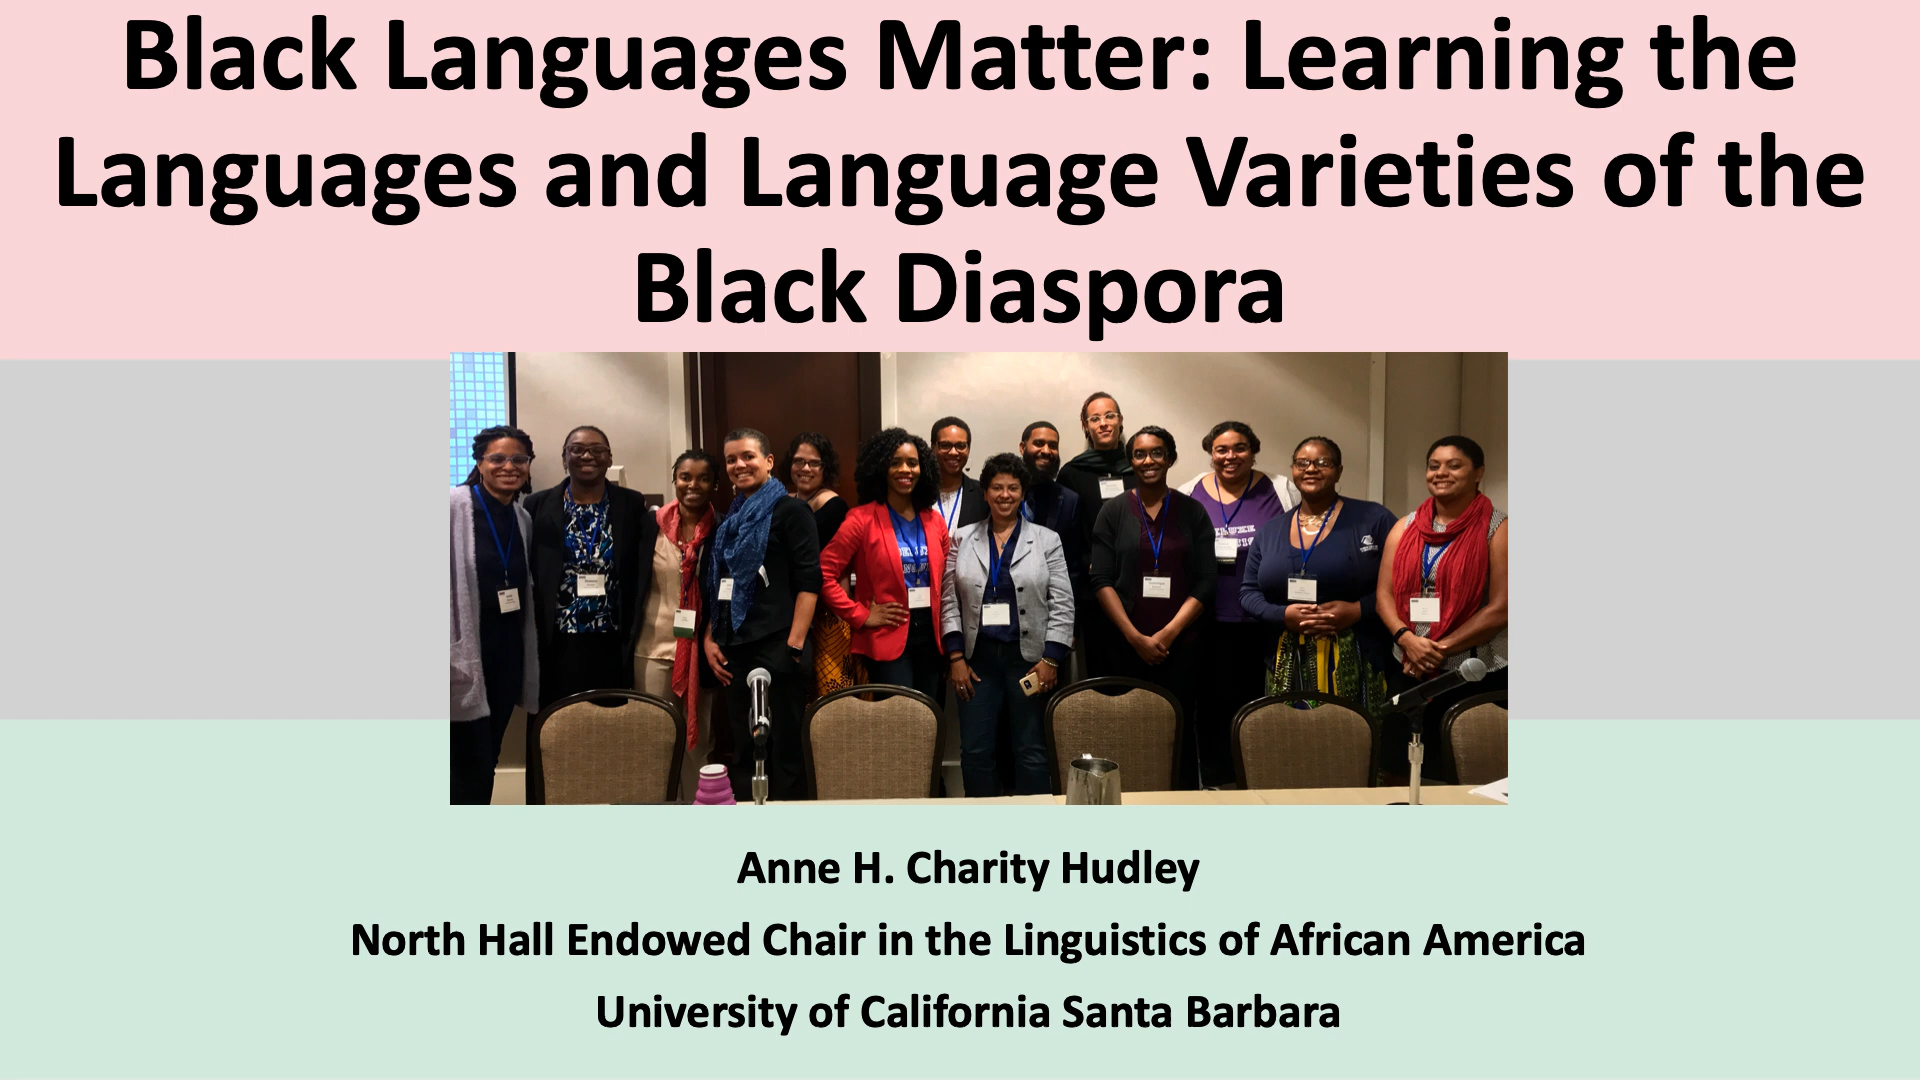 Black Languages Matter: Learning the
Languages and Language Varieties of the
Black Diaspora
Anne H. Charity Hudley
North Hall Endowed Chair in the Linguistics of African America
University of California Santa Barbara